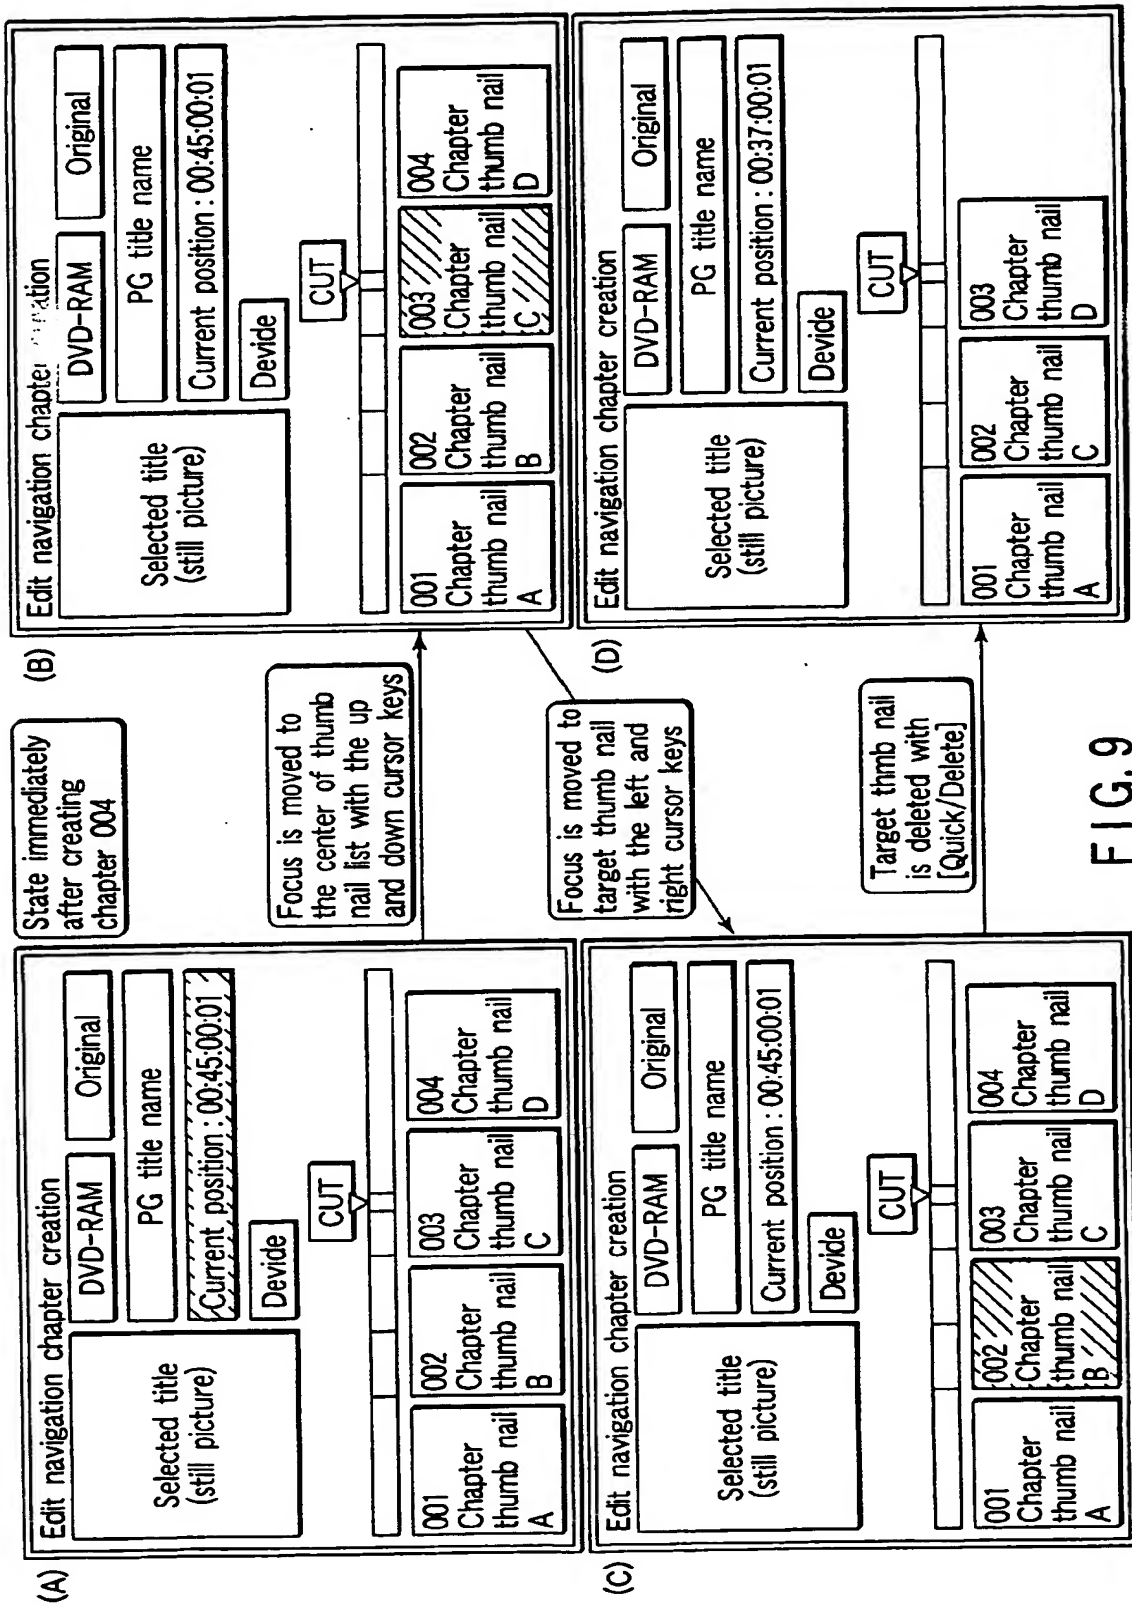 (A)
Edit navigation chapter creation
Selected title
(still picture)
DVD-RAM
Original
PG title name
Current position : 00:45:00:01
Devide
CUT
001
Chapter
thumb nail
A
002
Chapter
thumb nail
B
003
Chapter
thumb nail
C
004
Chapter
thumb nail
D
State immediately
after creating
chapter 004
Focus is moved to
the center of thumb
nail list with the up
and down cursor keys
(B)
Edit navigation chapter
Selected title
(still picture)
DVD-RAM
Original
PG title name
Current position : 00:45:00:01
Devide
CUT
001
Chapter
thumb nail
A
002
Chapter
thumb nail
B
003
Chapter
thumb nail
C
004
Chapter
thumb nail
D
Focus is moved to
target thumb nail
with the left and
right cursor keys
(C)
Edit navigation chapter creation
Selected title
(still picture)
DVD-RAM
Original
PG title name
Current position : 00:45:00:01
Devide
CUT
001
Chapter
thumb nail
A
002
Chapter
thumb nail
B
003
Chapter
thumb nail
C
004
Chapter
thumb nail
D
Target thmb nail
is deleted with
[Quick/Delete]
(D)
Edit navigation chapter creation
Selected title
(still picture)
DVD-RAM
Original
PG title name
Current position : 00:37:00:01
Devide
CUT
001
Chapter
thumb nail
A
002
Chapter
thumb nail
C
003
Chapter
thumb nail
D
FIG. 9